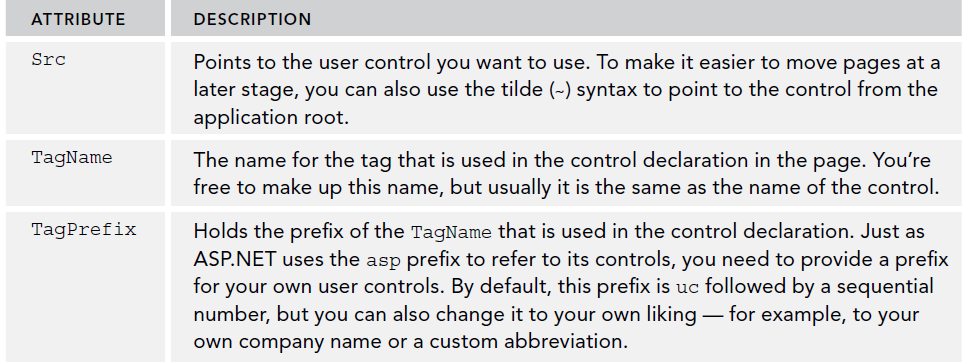 ATTRIBUTE DESCRIPTION
Src Points to the user control you want to use. To make it easier to move pages at a
later stage, you can also use the tilde (~) syntax to point to the control from the
application root.
TagName The name for the tag that is used in the control declaration in the page. You’re
free to make up this name, but usually it is the same as the name of the control.
TagPrefix Holds the prefix of the TagName that is used in the control declaration. Just as
ASP.NET uses the asp prefix to refer to its controls, you need to provide a prefix
for your own user controls. By default, this prefix is uc followed by a sequential
number, but you can also change it to your own liking — for example, to your
own company name or a custom abbreviation.